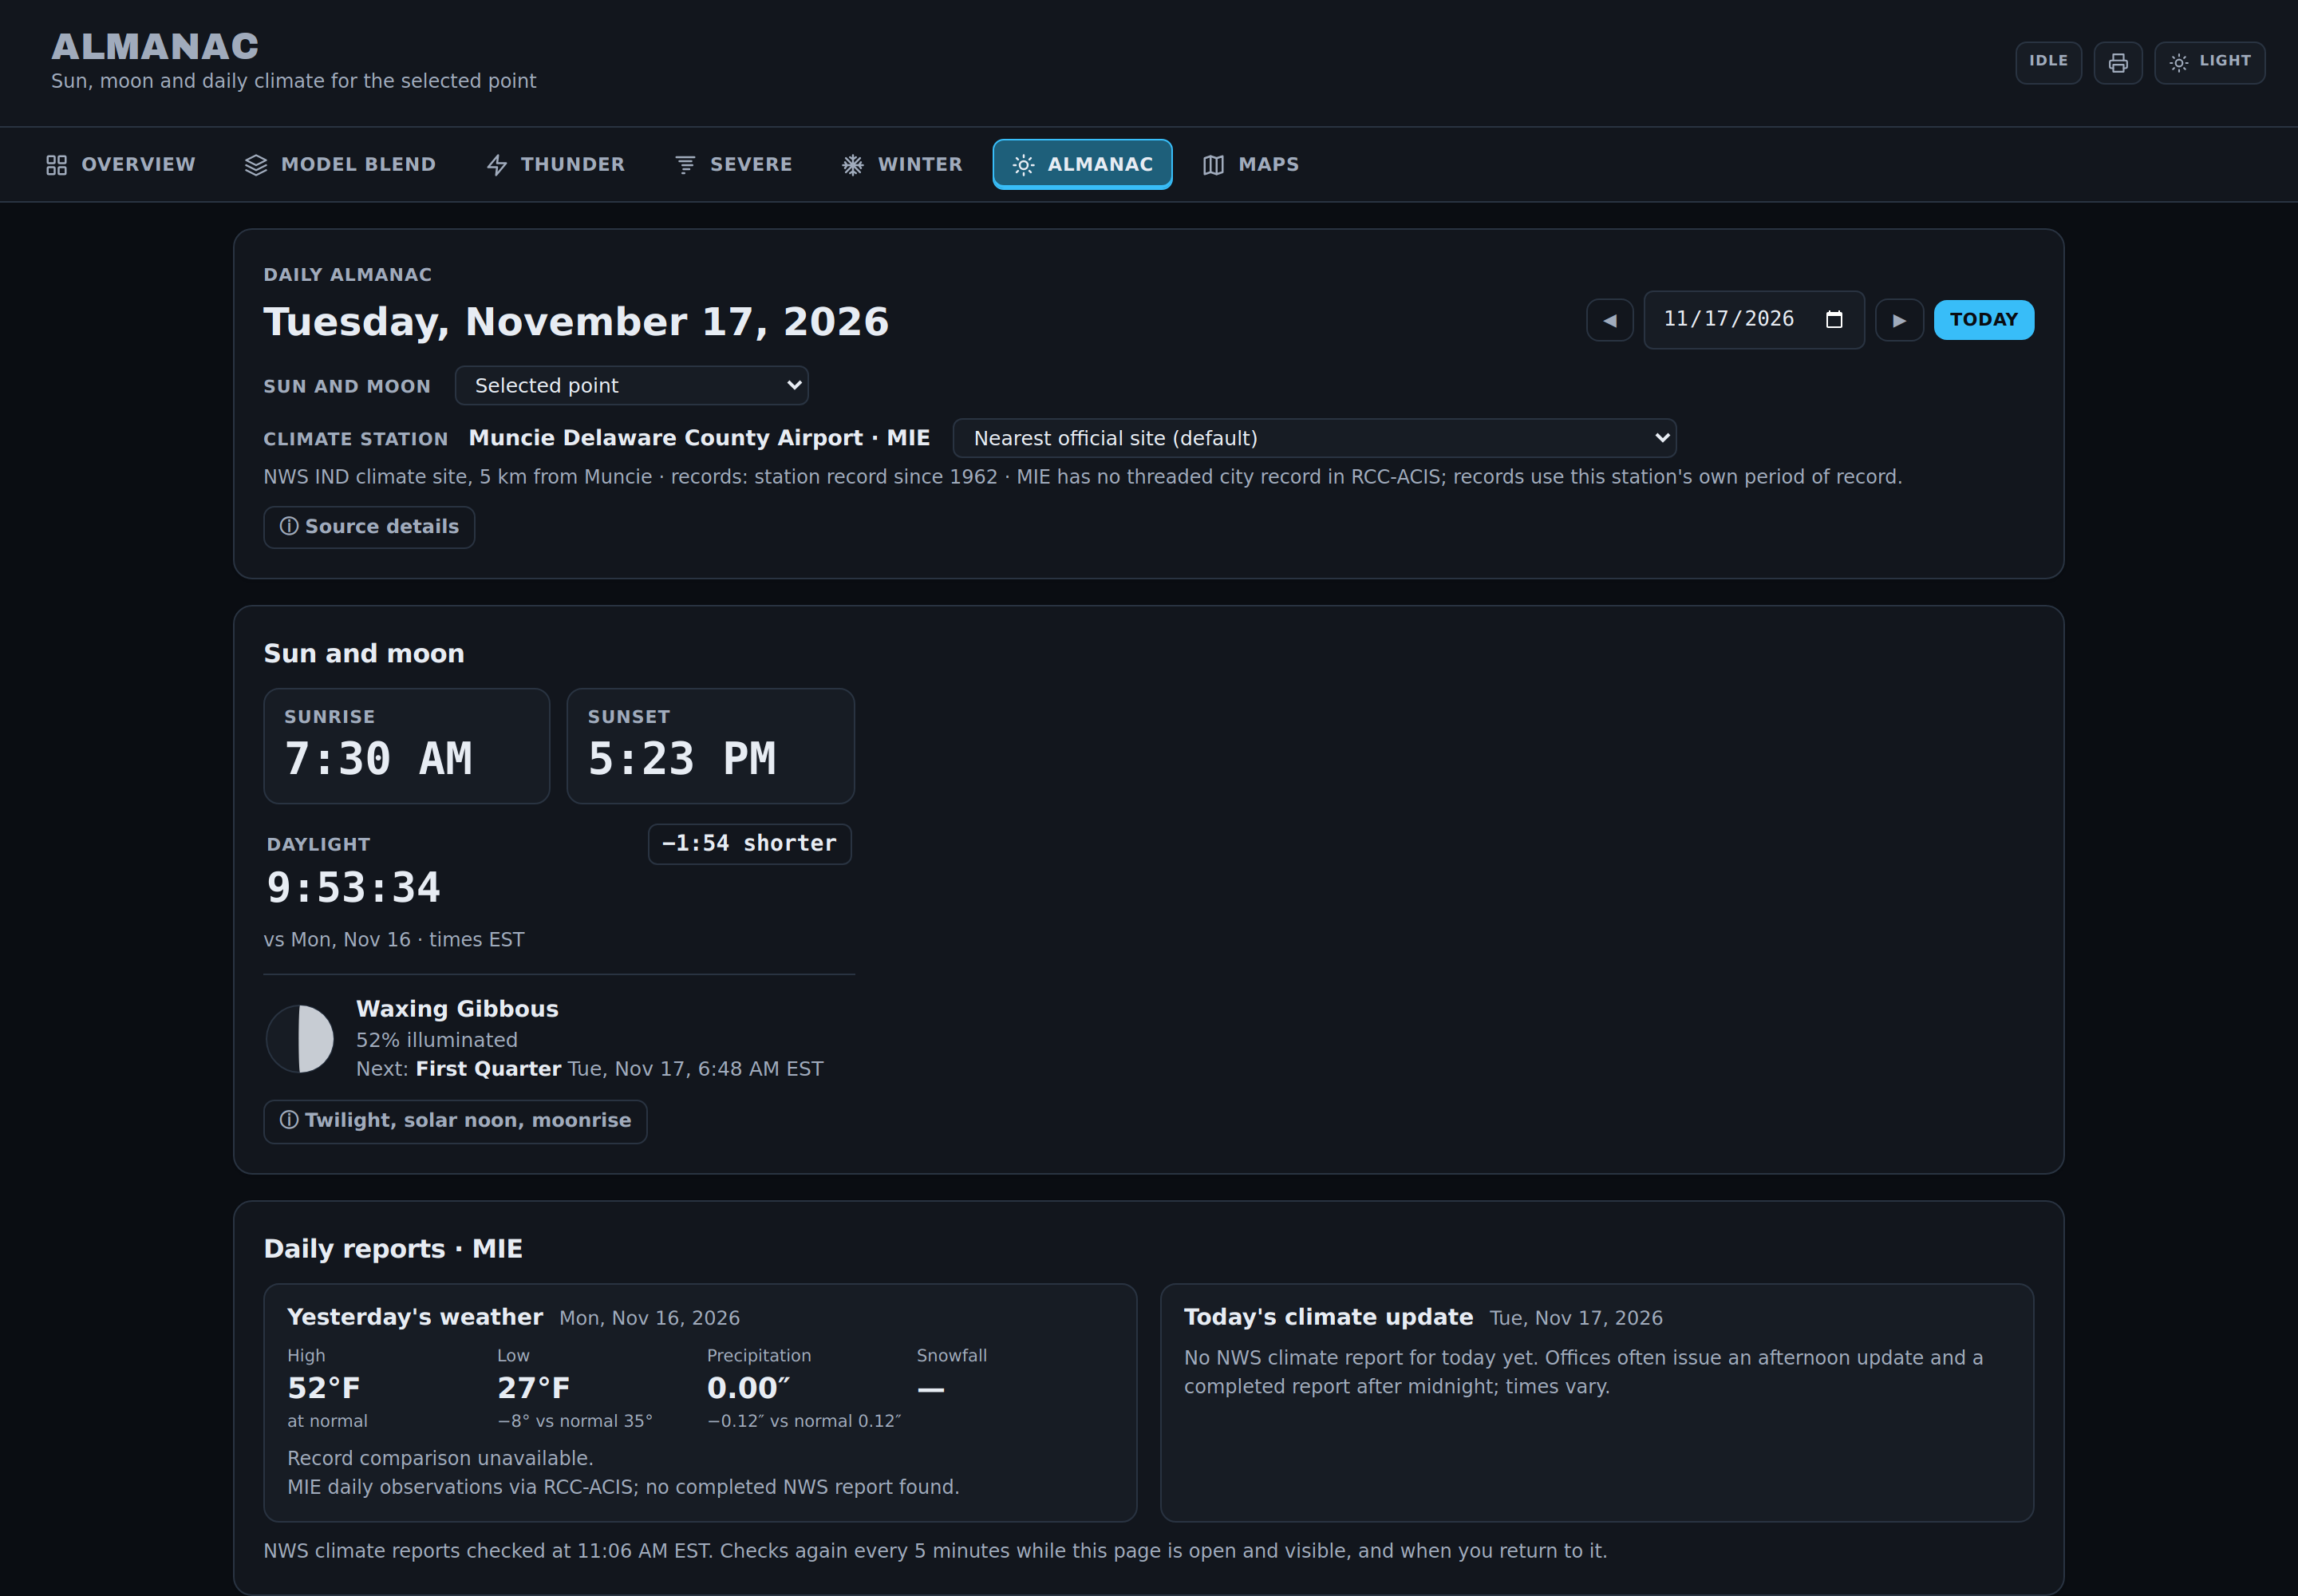 ALMANAC
Sun, moon and daily climate for the selected point
IDLE
LIGHT
OVERVIEW
MODEL BLEND
THUNDER
SEVERE
WINTER
ALMANAC
MAPS
DAILY ALMANAC
Tuesday, November 17, 2026
◀ 11/17/2026 ▶ TODAY
SUN AND MOON Selected point
CLIMATE STATION Muncie Delaware County Airport · MIE Nearest official site (default)
NWS IND climate site, 5 km from Muncie · records: station record since 1962 · MIE has no threaded city record in RCC-ACIS; records use this station's own period of record.
ⓘ Source details
Sun and moon
SUNRISE
7:30 AM
SUNSET
5:23 PM
DAYLIGHT
−1:54 shorter
9:53:34
vs Mon, Nov 16 · times EST
Waxing Gibbous
52% illuminated
Next: First Quarter Tue, Nov 17, 6:48 AM EST
ⓘ Twilight, solar noon, moonrise
Daily reports · MIE
Yesterday's weather Mon, Nov 16, 2026
High
52°F
at normal
Low
27°F
−8° vs normal 35°
Precipitation
0.00″
−0.12″ vs normal 0.12″
Snowfall
—
Record comparison unavailable.
MIE daily observations via RCC-ACIS; no completed NWS report found.
Today's climate update Tue, Nov 17, 2026
No NWS climate report for today yet. Offices often issue an afternoon update and a
completed report after midnight; times vary.
NWS climate reports checked at 11:06 AM EST. Checks again every 5 minutes while this page is open and visible, and when you return to it.